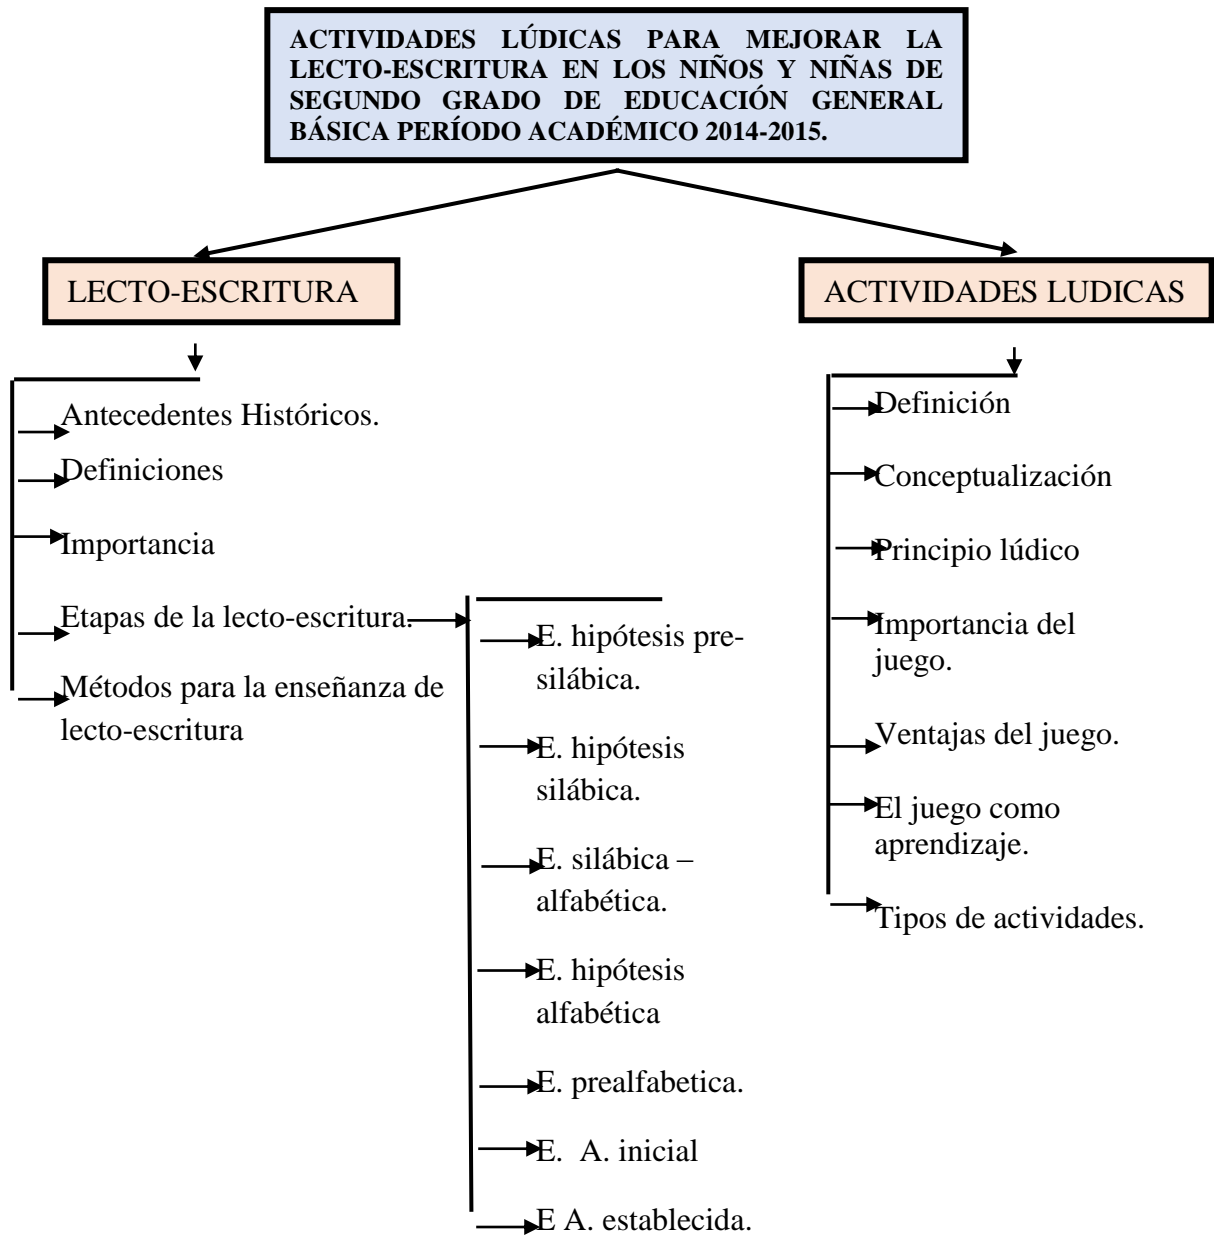 ACTIVIDADES LÚDICAS PARA MEJORAR LA
LECTO-ESCRITURA EN LOS NIÑOS Y NIÑAS DE
SEGUNDO GRADO DE EDUCACIÓN GENERAL
BÁSICA PERÍODO ACADÉMICO 2014-2015.
LECTO-ESCRITURA
Antecedentes Históricos.
Definiciones
Importancia
Etapas de la lecto-escritura.
Métodos para la enseñanza de
lecto-escritura
E. hipótesis pre-
silábica.
E. hipótesis
silábica.
E. silábica –
alfabética.
E. hipótesis
alfabética
E. prealfabetica.
E. A. inicial
E A. establecida.
ACTIVIDADES LUDICAS
Definición
Conceptualización
Principio lúdico
Importancia del
juego.
Ventajas del juego.
El juego como
aprendizaje.
Tipos de actividades.